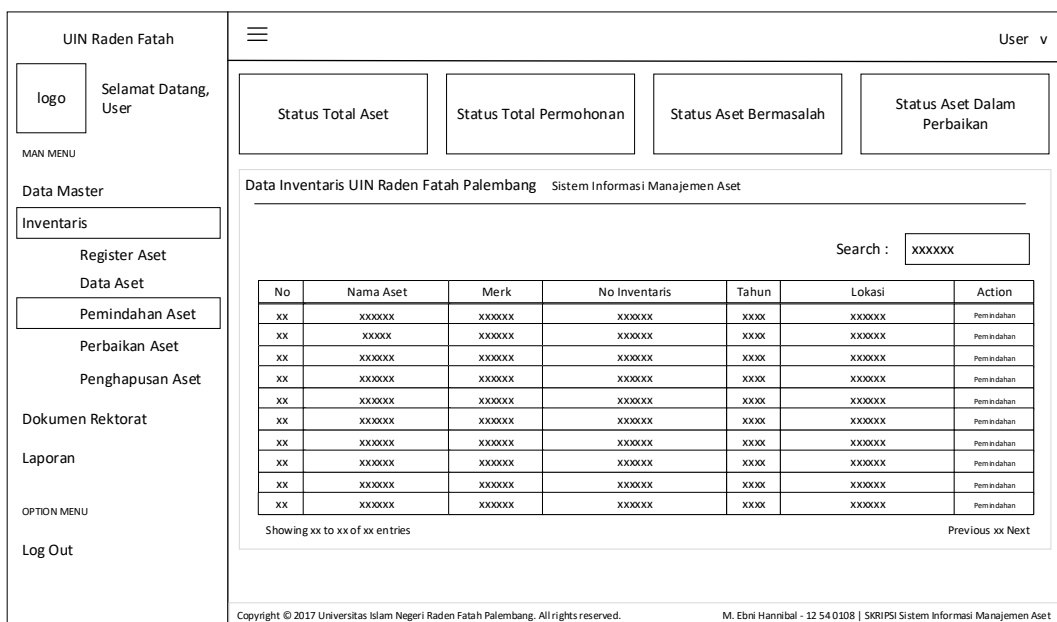 UIN Raden Fatah
logo
Selamat Datang,
User
MAN MENU
Data Master
Inventaris
Register Aset
Data Aset
Pemindahan Aset
Perbaikan Aset
Penghapusan Aset
Dokumen Rektorat
Laporan
OPTION MENU
Log Out
User v
Status Total Aset
Status Total Permohonan
Status Aset Bermasalah
Status Aset Dalam
Perbaikan
Data Inventaris UIN Raden Fatah Palembang Sistem Informasi Manajemen Aset
Search : xxxxxx
No Nama Aset Merk No Inventaris Tahun Lokasi Action
xx xxxxxx xxxxxx xxxxxx xxxx xxxxxx Pemindahan
xx xxxxx xxxxxx xxxxxx xxxx xxxxxx Pemindahan
xx xxxxxx xxxxxx xxxxxx xxxx xxxxxx Pemindahan
xx xxxxxx xxxxxx xxxxxx xxxx xxxxxx Pemindahan
xx xxxxxx xxxxxx xxxxxx xxxx xxxxxx Pemindahan
xx xxxxxx xxxxxx xxxxxx xxxx xxxxxx Pemindahan
xx xxxxxx xxxxxx xxxxxx xxxx xxxxxx Pemindahan
xx xxxxxx xxxxxx xxxxxx xxxx xxxxxx Pemindahan
xx xxxxxx xxxxxx xxxxxx xxxx xxxxxx Pemindahan
xx xxxxxx xxxxxx xxxxxx xxxx xxxxxx Pemindahan
Showing xx to xx of xx entries
Previous xx Next
Copyright © 2017 Universitas Islam Negeri Raden Fatah Palembang. All rights reserved.
M. Ebni Hannibal - 12 54 0108 | SKRIPSI Sistem Informasi Manajemen Aset